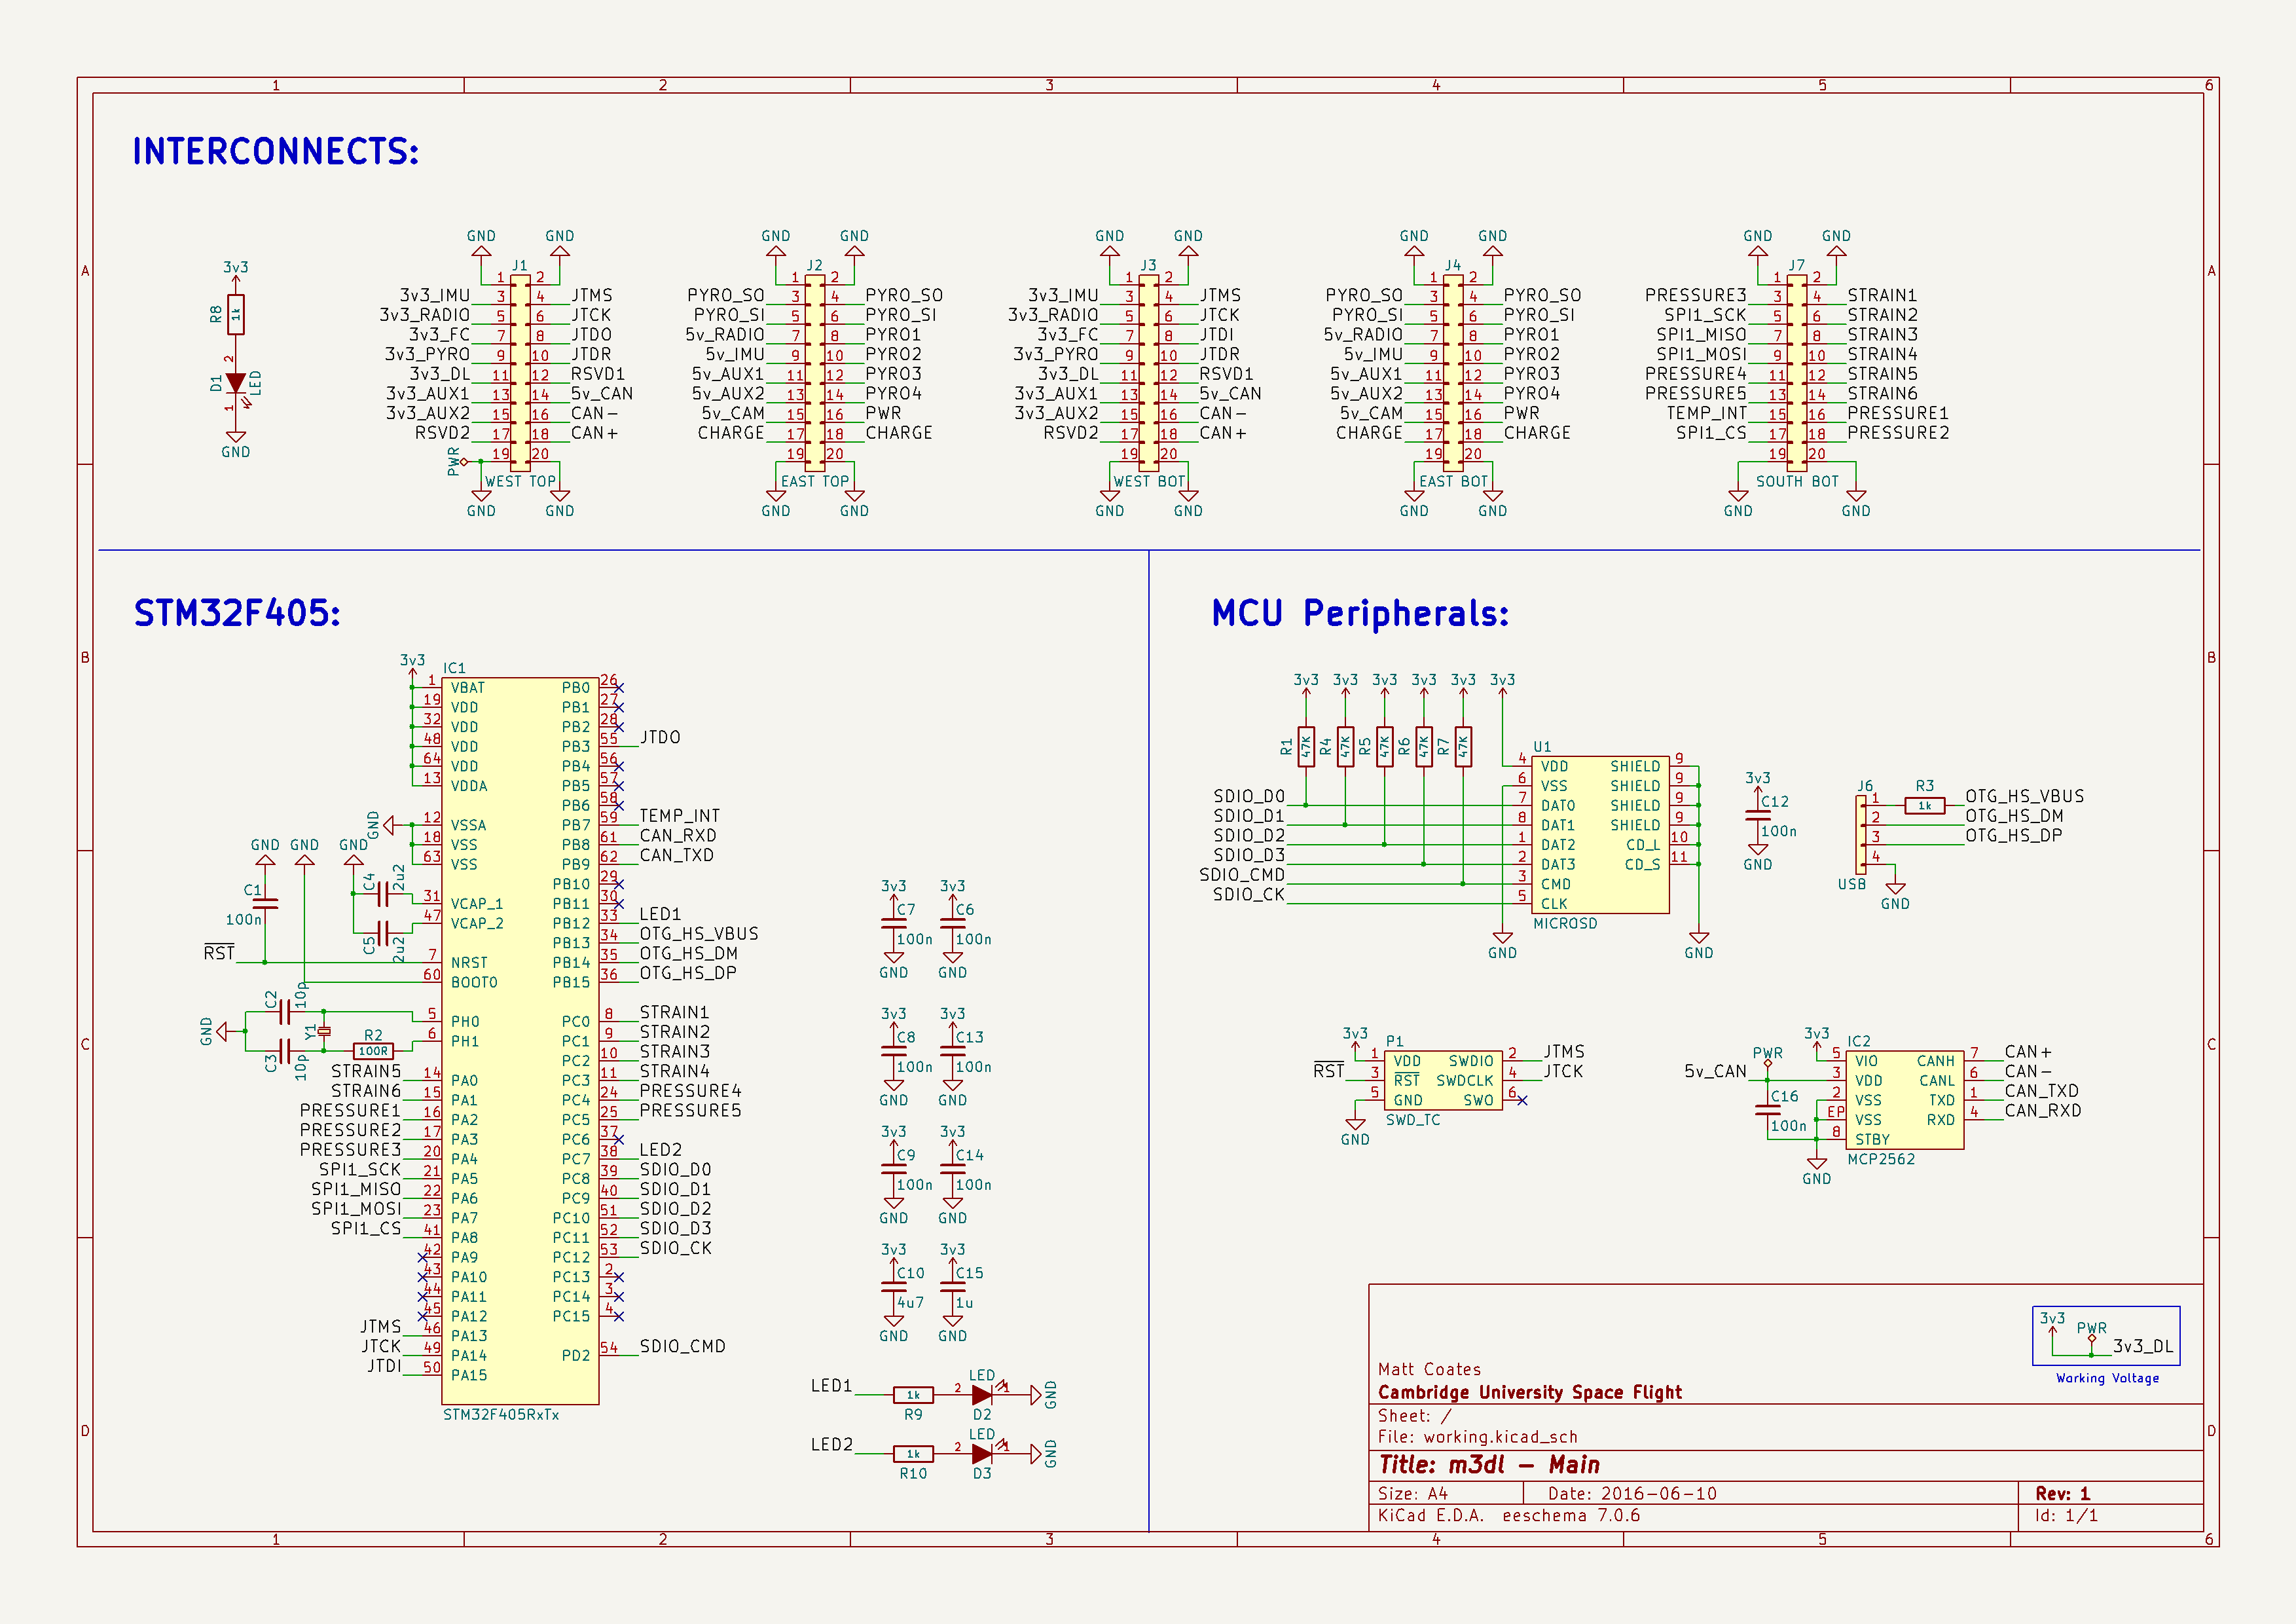 1 2 3 4 5 6
INTERCONNECTS:
A A
3v3
R8
1k
2
D1
LED
1
GND
GND GND
J1
1 2
3v3_IMU 3 4 JTMS
3v3_RADIO 5 6 JTCK
3v3_FC 7 8 JTDO
3v3_PYRO 9 10 JTDR
3v3_DL 11 12 RSVD1
3v3_AUX1 13 14 5v_CAN
3v3_AUX2 15 16 CAN-
RSVD2 17 18 CAN+
PWR 19 20
WEST TOP
GND GND
GND GND
J2
1 2
PYRO_SO 3 4 PYRO_SO
PYRO_SI 5 6 PYRO_SI
5v_RADIO 7 8 PYRO1
5v_IMU 9 10 PYRO2
5v_AUX1 11 12 PYRO3
5v_AUX2 13 14 PYRO4
5v_CAM 15 16 PWR
CHARGE 17 18 CHARGE
19 20
EAST TOP
GND GND
GND GND
J3
1 2
3v3_IMU 3 4 JTMS
3v3_RADIO 5 6 JTCK
3v3_FC 7 8 JTDI
3v3_PYRO 9 10 JTDR
3v3_DL 11 12 RSVD1
3v3_AUX1 13 14 5v_CAN
3v3_AUX2 15 16 CAN-
RSVD2 17 18 CAN+
19 20
WEST BOT
GND GND
GND GND
J4
1 2
PYRO_SO 3 4 PYRO_SO
PYRO_SI 5 6 PYRO_SI
5v_RADIO 7 8 PYRO1
5v_IMU 9 10 PYRO2
5v_AUX1 11 12 PYRO3
5v_AUX2 13 14 PYRO4
5v_CAM 15 16 PWR
CHARGE 17 18 CHARGE
19 20
EAST BOT
GND GND
GND GND
J7
1 2
PRESSURE3 3 4 STRAIN1
SPI1_SCK 5 6 STRAIN2
SPI1_MISO 7 8 STRAIN3
SPI1_MOSI 9 10 STRAIN4
PRESSURE4 11 12 STRAIN5
PRESSURE5 13 14 STRAIN6
TEMP_INT 15 16 PRESSURE1
SPI1_CS 17 18 PRESSURE2
19 20
SOUTH BOT
GND GND
STM32F405:
B B
3v3 IC1
1 VBAT PB0 26
19 VDD PB1 27
32 VDD PB2 28
48 VDD PB3 55 JTDO
64 VDD PB4 56
13 VDDA PB5 57
PB6 58
GND 12 VSSA PB7 59 TEMP_INT
18 VSS PB8 61 CAN_RXD
63 VSS PB9 62 CAN_TXD
GND GND GND
PB10 29
C1 100n
C4 2u2
31 VCAP_1 PB11 30
47 VCAP_2 PB12 33 LED1
C5 2u2
PB13 34 OTG_HS_VBUS
RST 7 NRST PB14 35 OTG_HS_DM
60 BOOT0 PB15 36 OTG_HS_DP
C2 10p
GND
Y1
C3 10p
R2
100R
5 PH0 PC0 8 STRAIN1
6 PH1 PC1 9 STRAIN2
PC2 10 STRAIN3
STRAIN5 14 PA0 PC3 11 STRAIN4
STRAIN6 15 PA1 PC4 24 PRESSURE4
PRESSURE1 16 PA2 PC5 25 PRESSURE5
PRESSURE2 17 PA3 PC6 37
PRESSURE3 20 PA4 PC7 38 LED2
SPI1_SCK 21 PA5 PC8 39 SDIO_D0
SPI1_MISO 22 PA6 PC9 40 SDIO_D1
SPI1_MOSI 23 PA7 PC10 51 SDIO_D2
SPI1_CS 41 PA8 PC11 52 SDIO_D3
42 PA9 PC12 53 SDIO_CK
43 PA10 PC13 2
44 PA11 PC14 3
45 PA12 PC15 4
JTMS 46 PA13
JTCK 49 PA14 PD2 54 SDIO_CMD
JTDI 50 PA15
STM32F405RxTx
3v3 3v3
C7 C6
100n 100n
GND GND
3v3 3v3
C8 C13
100n 100n
GND GND
3v3 3v3
C9 C14
100n 100n
GND GND
3v3 3v3
C10 C15
4u7 1u
GND GND
LED1 1k R9 2 LED D2 1 GND
LED2 1k R10 2 LED D3 1 GND
MCU Peripherals:
3v3 3v3 3v3 3v3 3v3 3v3
R1 47K R4 47K R5 47K R6 47K R7 47K
U1
4 VDD SHIELD 9
6 VSS SHIELD 9
SDIO_D0 7 DAT0 SHIELD 9
SDIO_D1 8 DAT1 SHIELD 9
SDIO_D2 1 DAT2 CD_L 10
SDIO_D3 2 DAT3 CD_S 11
SDIO_CMD 3 CMD
SDIO_CK 5 CLK
MICROSD
GND GND
3v3
C12
100n
GND
J6 R3
1 1k OTG_HS_VBUS
2 OTG_HS_DM
3 OTG_HS_DP
4
USB
GND
C C
3v3 P1
1 VDD SWDIO 2 JTMS
RST 3 RST SWDCLK 4 JTCK
5 GND SWO 6
SWD_TC
GND
3v3 IC2
PWR 5 VIO CANH 7 CAN+
5v_CAN 3 VDD CANL 6 CAN-
C16 2 VSS TXD 1 CAN_TXD
100n EP VSS RXD 4 CAN_RXD
8 STBY
MCP2562
GND
3v3
PWR
3v3_DL
Working Voltage
Matt Coates
Cambridge University Space Flight
Sheet: /
File: working.kicad_sch
D D
Title: m3dl - Main
Size: A4 Date: 2016-06-10 Rev: 1
KiCad E.D.A. eeschema 7.0.6 Id: 1/1
1 2 3 4 5 6